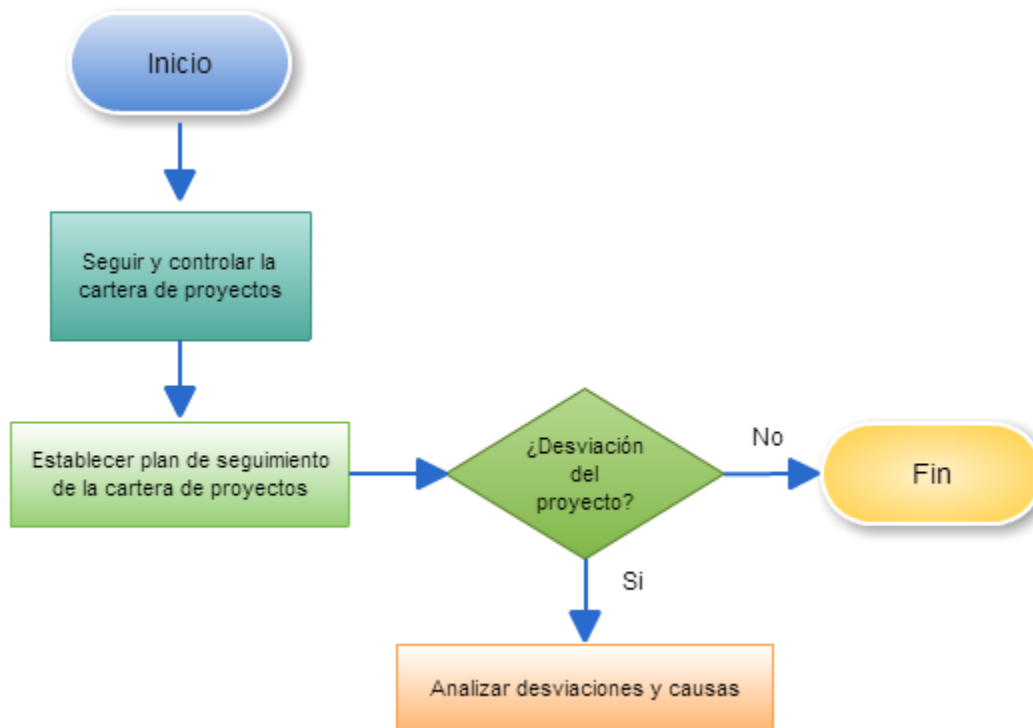 Inicio
Seguir y controlar la
cartera de proyectos
Establecer plan de seguimiento
de la cartera de proyectos
¿Desviación
del
proyecto?
No
Fin
Si
Analizar desviaciones y causas